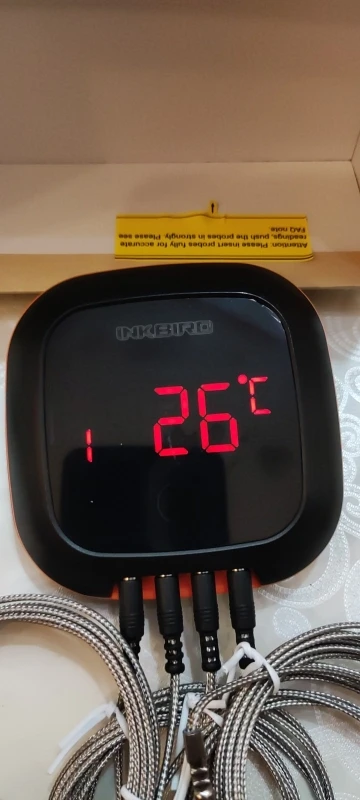 Attention: Please insert probes fully for accurate
readings, push the probes in strongly. Please see
FAQ note.
INKBIRD
26°C
1